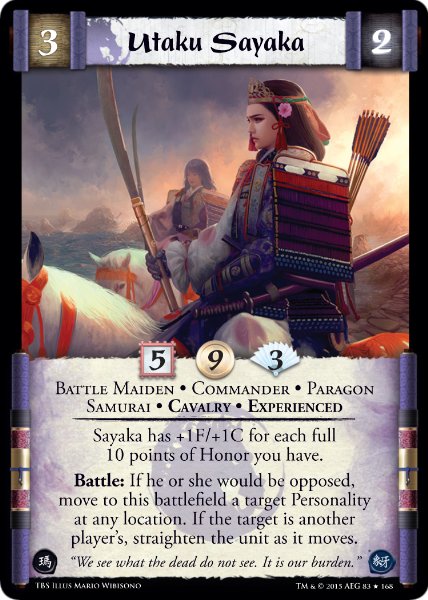 3 Utaku Sayaka 2
5 9 3
Battle Maiden • Commander • Paragon
Samurai • Cavalry • Experienced
Sayaka has +1F/+1C for each full
10 points of Honor you have.
Battle: If he or she would be opposed,
move to this battlefield a target Personality
at any location. If the target is another
player's, straighten the unit as it moves.
"We see what the dead do not see. It is our burden."
TBS Illus Mario Wibisono TM & © 2015 AEG 83 ★ 168